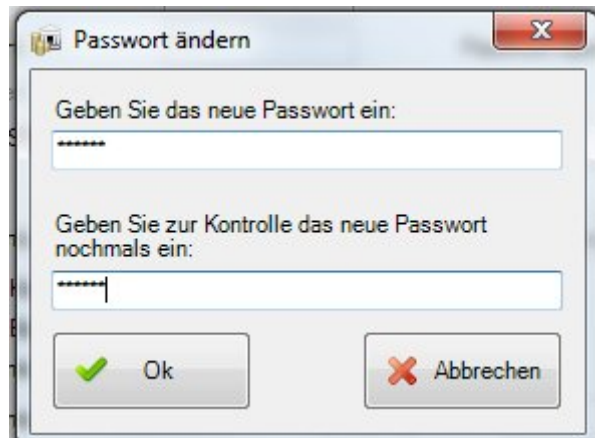 Passwort ändern
Geben Sie das neue Passwort ein:
******
Geben Sie zur Kontrolle das neue Passwort
nochmals ein:
******
Ok
Abbrechen